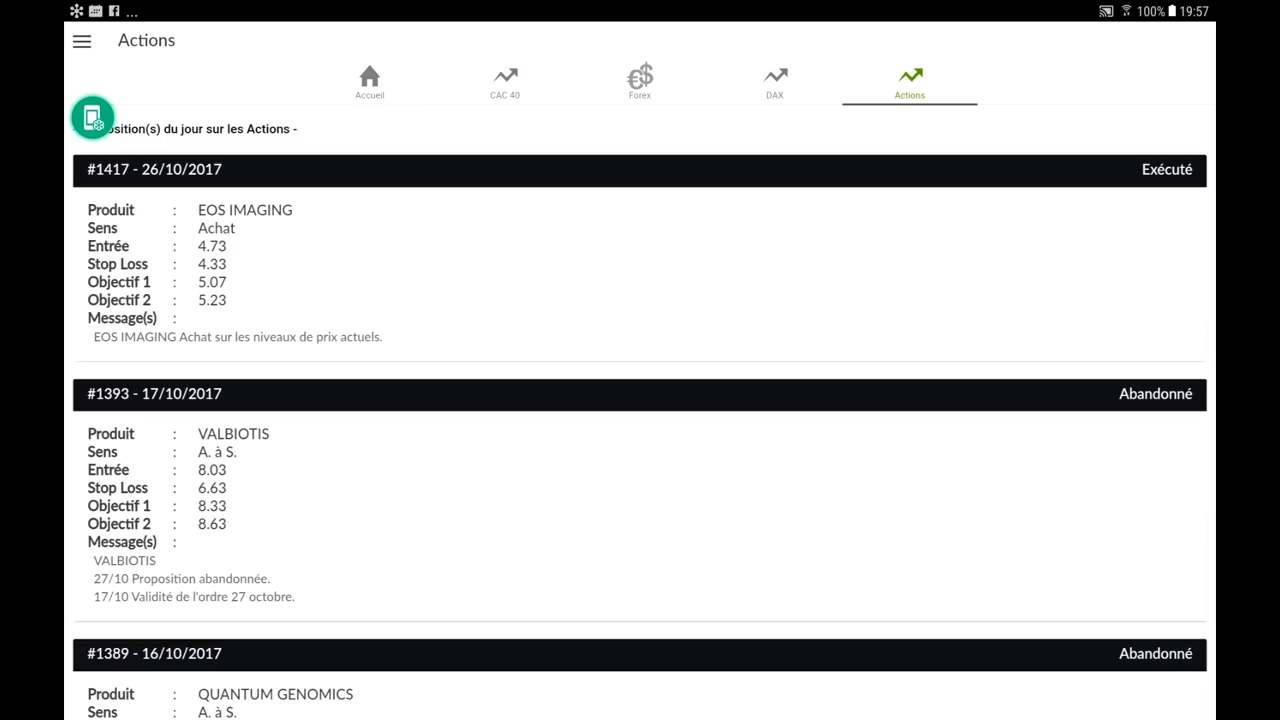 ...
100% 19:57
Actions
Accueil
CAC 40
Forex
DAX
Actions
du jour sur les Actions -
#1417 - 26/10/2017 Exécuté
Produit : EOS IMAGING
Sens : Achat
Entrée : 4.73
Stop Loss : 4.33
Objectif 1 : 5.07
Objectif 2 : 5.23
Message(s) :
EOS IMAGING Achat sur les niveaux de prix actuels.
#1393 - 17/10/2017 Abandonné
Produit : VALBIOTIS
Sens : A. à S.
Entrée : 8.03
Stop Loss : 6.63
Objectif 1 : 8.33
Objectif 2 : 8.63
Message(s) :
VALBIOTIS
27/10 Proposition abandonnée.
17/10 Validité de l'ordre 27 octobre.
#1389 - 16/10/2017 Abandonné
Produit : QUANTUM GENOMICS
Sens : A. à S.